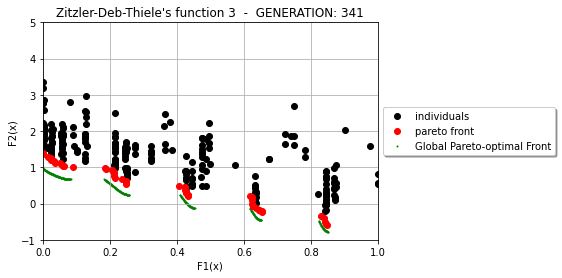 Zitzler-Deb-Thiele's function 3 - GENERATION: 341
5
4
3
2
1
0
-1
F2(x)
0.0 0.2 0.4 0.6 0.8 1.0
F1(x)
individuals
pareto front
Global Pareto-optimal Front